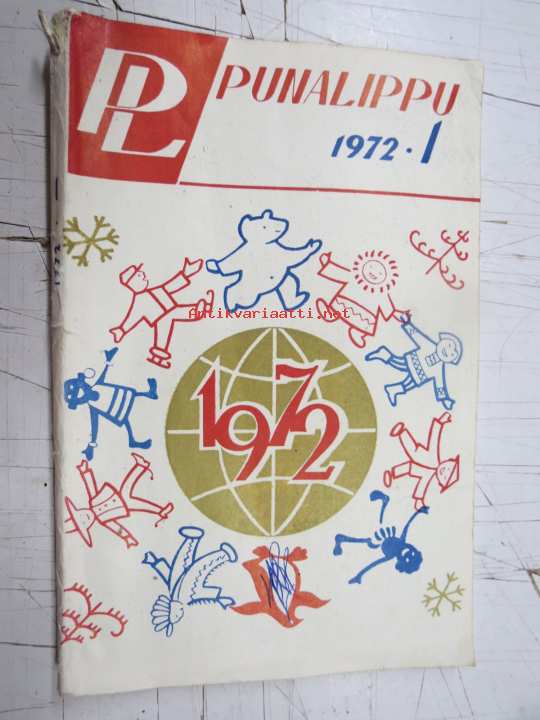 PL
PUNALIPPU
1972·1
Antikvariaatti.net
1972